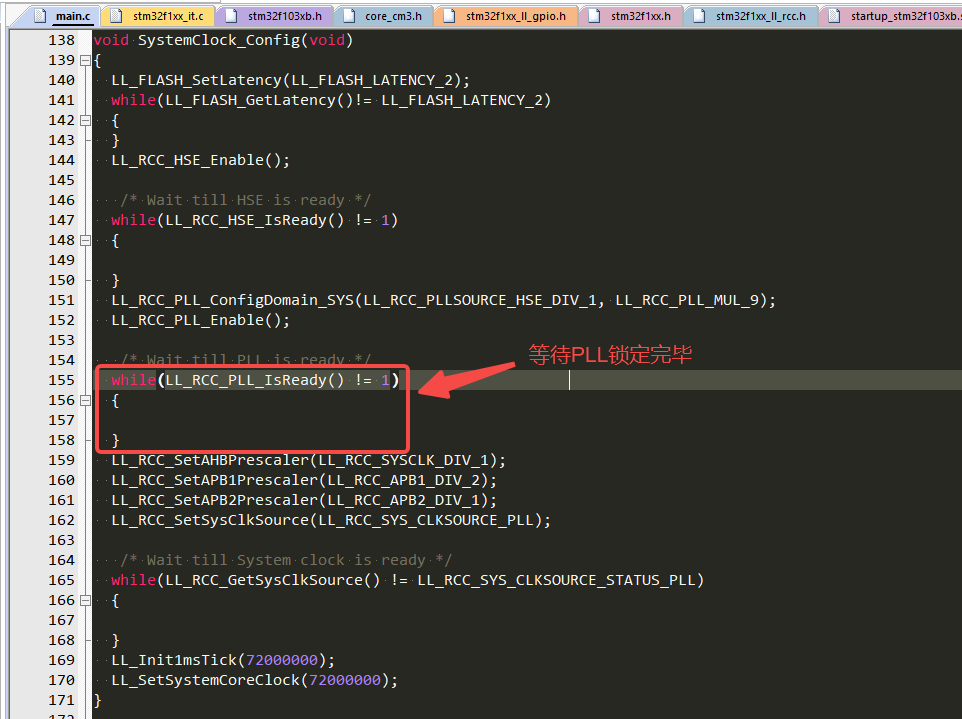 main.c stm32f1xx_it.c stm32f103xb.h core_cm3.h stm32f1xx_ll_gpio.h stm32f1xx.h stm32f1xx_ll_rcc.h startup_stm32f103xb.
138 void SystemClock_Config(void)
139 {
140 LL_FLASH_SetLatency(LL_FLASH_LATENCY_2);
141 while(LL_FLASH_GetLatency()!= LL_FLASH_LATENCY_2)
142 {
143 }
144 LL_RCC_HSE_Enable();
145
146 /* Wait till HSE is ready */
147 while(LL_RCC_HSE_IsReady() != 1)
148 {
149
150 }
151 LL_RCC_PLL_ConfigDomain_SYS(LL_RCC_PLLSOURCE_HSE_DIV_1, LL_RCC_PLL_MUL_9);
152 LL_RCC_PLL_Enable();
153
154 /* Wait till PLL is ready */
等待PLL锁定完毕
155 while(LL_RCC_PLL_IsReady() != 1)
156 {
157
158 }
159 LL_RCC_SetAHBPrescaler(LL_RCC_SYSCLK_DIV_1);
160 LL_RCC_SetAPB1Prescaler(LL_RCC_APB1_DIV_2);
161 LL_RCC_SetAPB2Prescaler(LL_RCC_APB2_DIV_1);
162 LL_RCC_SetSysClkSource(LL_RCC_SYS_CLKSOURCE_PLL);
163
164 /* Wait till System clock is ready */
165 while(LL_RCC_GetSysClkSource() != LL_RCC_SYS_CLKSOURCE_STATUS_PLL)
166 {
167
168 }
169 LL_Init1msTick(72000000);
170 LL_SetSystemCoreClock(72000000);
171 }